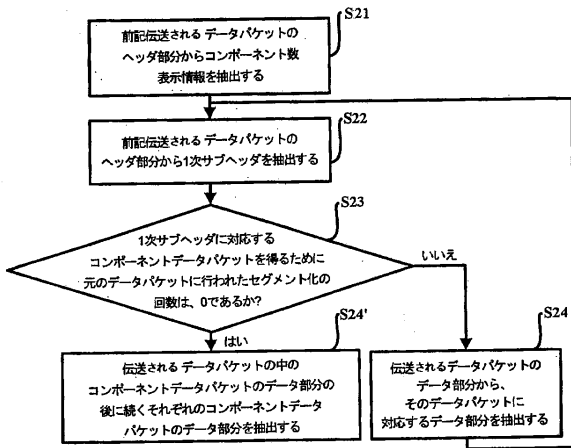 S21
前記伝送される データパケットの
ヘッダ部分からコンポーネント数
表示情報を抽出する
S22
前記伝送される データパケットの
ヘッダ部分から1次サブヘッダを抽出する
S23
1次サブヘッダに対応する
コンポーネントデータパケットを得るために
元のデータパケットに行われたセグメント化の
回数は、0であるか?
いいえ
はい
S24'
伝送されるデータパケットの中の
コンポーネントデータパケットのデータ部分の
後に続くそれぞれのコンポーネントデータ
パケットのデータ部分を抽出する
S24
伝送されるデータパケットの
データ部分から、
そのデータパケットに
対応するデータ部分を抽出する